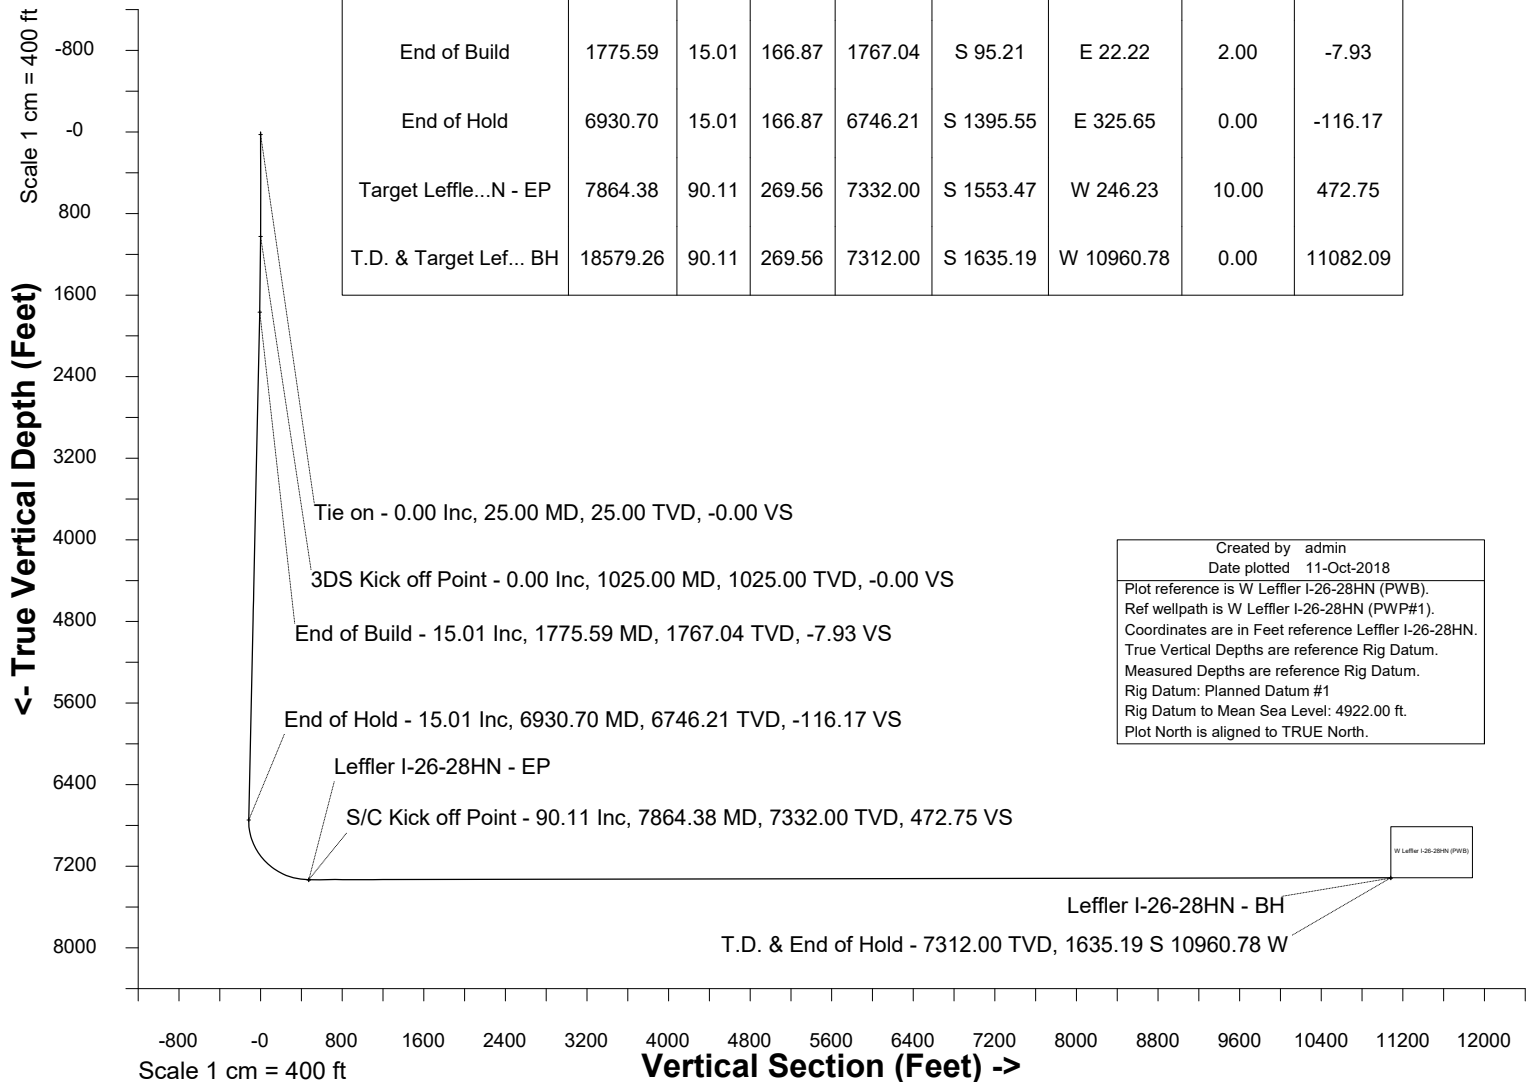 Scale 1 cm = 400 ft
<- True Vertical Depth (Feet)
-800
-0
800
1600
2400
3200
4000
4800
5600
6400
7200
8000
End of Build 1775.59 15.01 166.87 1767.04 S 95.21 E 22.22 2.00 -7.93
End of Hold 6930.70 15.01 166.87 6746.21 S 1395.55 E 325.65 0.00 -116.17
Target Leffle...N - EP 7864.38 90.11 269.56 7332.00 S 1553.47 W 246.23 10.00 472.75
T.D. & Target Lef... BH 18579.26 90.11 269.56 7312.00 S 1635.19 W 10960.78 0.00 11082.09
Tie on - 0.00 Inc, 25.00 MD, 25.00 TVD, -0.00 VS
3DS Kick off Point - 0.00 Inc, 1025.00 MD, 1025.00 TVD, -0.00 VS
End of Build - 15.01 Inc, 1775.59 MD, 1767.04 TVD, -7.93 VS
End of Hold - 15.01 Inc, 6930.70 MD, 6746.21 TVD, -116.17 VS
Leffler I-26-28HN - EP
S/C Kick off Point - 90.11 Inc, 7864.38 MD, 7332.00 TVD, 472.75 VS
Created by admin
Date plotted 11-Oct-2018
Plot reference is W Leffler I-26-28HN (PWB).
Ref wellpath is W Leffler I-26-28HN (PWP#1).
Coordinates are in Feet reference Leffler I-26-28HN.
True Vertical Depths are reference Rig Datum.
Measured Depths are reference Rig Datum.
Rig Datum: Planned Datum #1
Rig Datum to Mean Sea Level: 4922.00 ft.
Plot North is aligned to TRUE North.
W Leffler I-26-28HN (PWB)
Leffler I-26-28HN - BH
T.D. & End of Hold - 7312.00 TVD, 1635.19 S 10960.78 W
-800 -0 800 1600 2400 3200 4000 4800 5600 6400 7200 8000 8800 9600 10400 11200 12000
Scale 1 cm = 400 ft
Vertical Section (Feet) ->